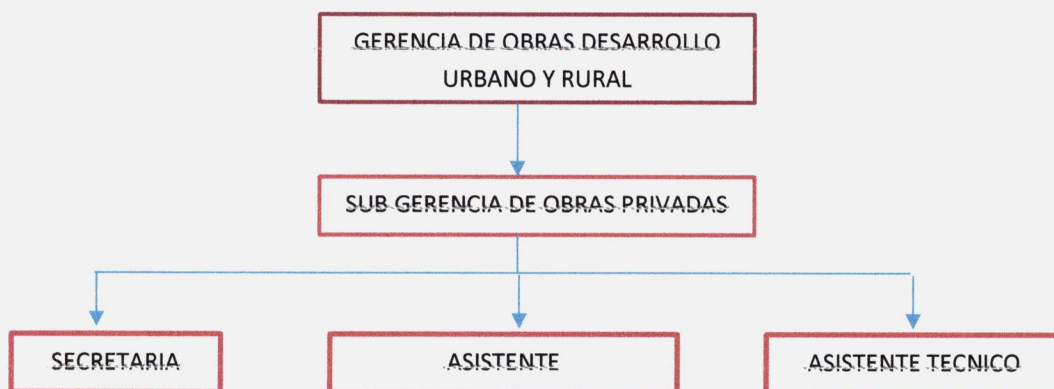 GERENCIA DE OBRAS DESARROLLO
URBANO Y RURAL
SUB GERENCIA DE OBRAS PRIVADAS
SECRETARIA
ASISTENTE
ASISTENTE TECNICO